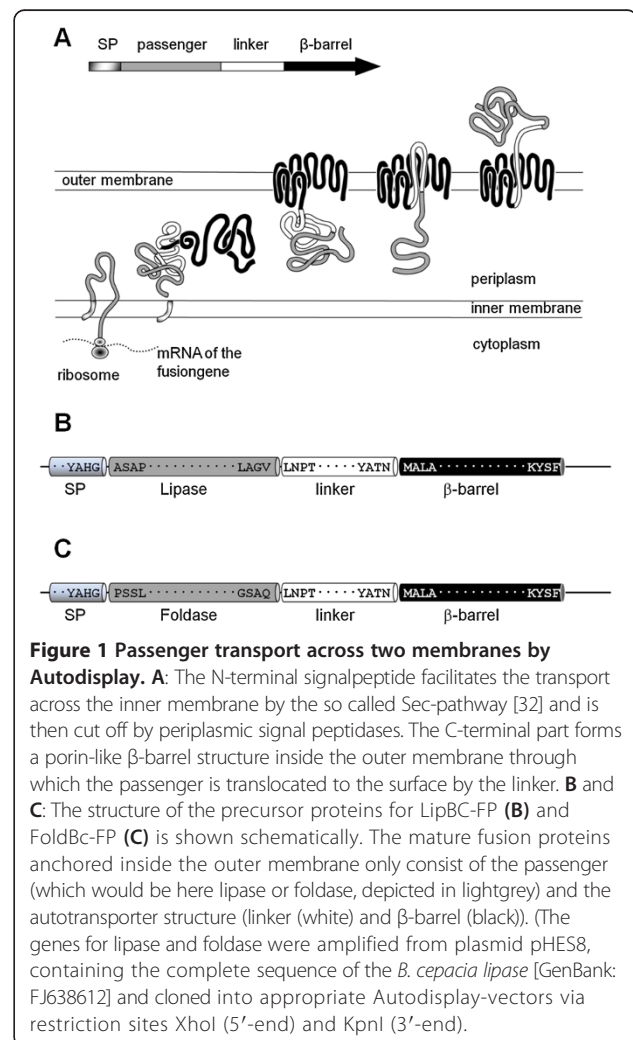 A
SP passenger linker β-barrel
outer membrane
periplasm
inner membrane
cytoplasm
ribosome
mRNA of the
fusiongene
B
··YAHG ASAP···········LAGV LNPT·····YATN MALA···········KYSF
SP Lipase linker β-barrel
C
··YAHG PSSL···········GSAQ LNPT·····YATN MALA···········KYSF
SP Foldase linker β-barrel
Figure 1 Passenger transport across two membranes by
Autodisplay. A: The N-terminal signalpeptide facilitates the transport
across the inner membrane by the so called Sec-pathway [32] and is
then cut off by periplasmic signal peptidases. The C-terminal part forms
a porin-like β-barrel structure inside the outer membrane through
which the passenger is translocated to the surface by the linker. B and
C: The structure of the precursor proteins for LipBC-FP (B) and
FoldBc-FP (C) is shown schematically. The mature fusion proteins
anchored inside the outer membrane only consist of the passenger
(which would be here lipase or foldase, depicted in lightgrey) and the
autotransporter structure (linker (white) and β-barrel (black)). (The
genes for lipase and foldase were amplified from plasmid pHES8,
containing the complete sequence of the B. cepacia lipase [GenBank:
FJ638612] and cloned into appropriate Autodisplay-vectors via
restriction sites XhoI (5′-end) and KpnI (3′-end).